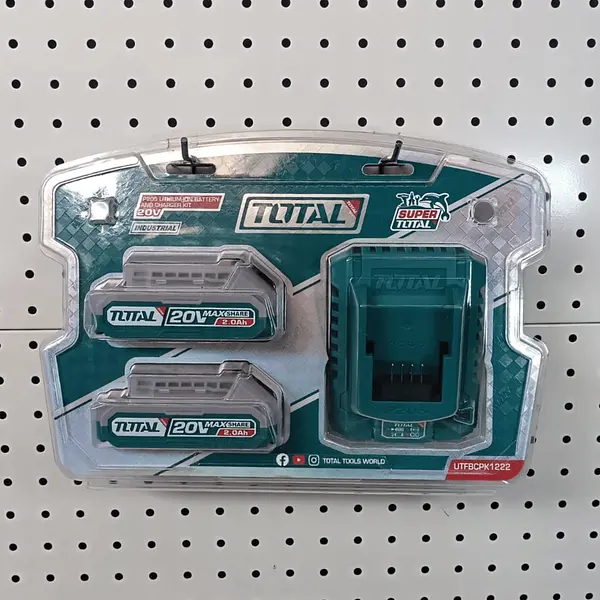 P20S LITHIUM-ION BATTERY
AND CHARGER KIT
20V
INDUSTRIAL
TOTAL
SUPER
TOTAL
TOTAL
TOTAL 20V MAX SHARE
2.0Ah
TOTAL 20V MAX SHARE
2.0Ah
TOTAL TOOLS WORLD
UTFBCPK1222